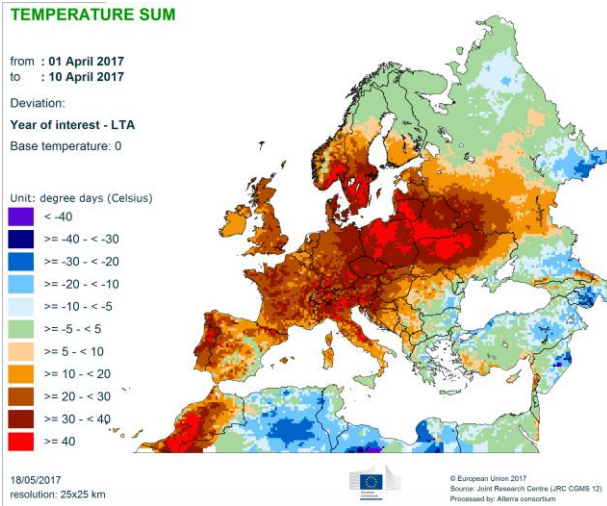 TEMPERATURE SUM
from : 01 April 2017
to : 10 April 2017
Deviation:
Year of interest - LTA
Base temperature: 0
Unit: degree days (Celsius)
< -40
>= -40 - < -30
>= -30 - < -20
>= -20 - < -10
>= -10 - < -5
>= -5 - < 5
>= 5 - < 10
>= 10 - < 20
>= 20 - < 30
>= 30 - < 40
>= 40
18/05/2017
resolution: 25x25 km
European
Commission
© European Union 2017
Source: Joint Research Centre (JRC CGMS 12)
Processed by: Alterra consortium